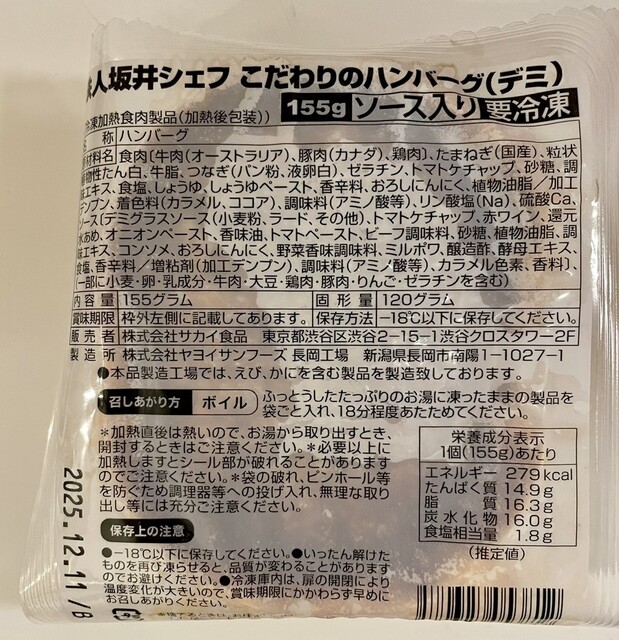 人坂井シェフ こだわりのハンバーグ(デミ)
155g ソース入り 要冷凍
冷凍加熱食肉製品(加熱後包装))
称 ハンバーグ
材料名 食肉〔牛肉(オーストラリア)、豚肉(カナダ)、鶏肉〕、たまねぎ(国産)、粒状
植物性たん白、牛脂、つなぎ(パン粉、液卵白)、ゼラチン、トマトケチャップ、砂糖、調
味エキス、食塩、しょうゆ、しょうゆペースト、香辛料、おろしにんにく、植物油脂/加工
デンプン、着色料(カラメル、ココア)、調味料(アミノ酸等)、リン酸塩(Na)、硫酸Ca、
ソース〔デミグラスソース(小麦粉、ラード、その他)、トマトケチャップ、赤ワイン、還元
水あめ、オニオンペースト、香味油、トマトペースト、ビーフ調味料、砂糖、植物油脂、調
味エキス、コンソメ、おろしにんにく、野菜香味調味料、ミルポワ、醸造酢、酵母エキス、
食塩、香辛料/増粘剤(加工デンプン)、調味料(アミノ酸等)、カラメル色素、香料〕、
(一部に小麦・卵・乳成分・牛肉・大豆・鶏肉・豚肉・りんご・ゼラチンを含む)
内容量 155グラム 固形量 120グラム
賞味期限 枠外左側に記載してあります。 保存方法 -18℃以下に保存してください。
販売者 株式会社サカイ食品 東京都渋谷区渋谷2-15-1渋谷クロスタワー2F
製造所 株式会社ヤヨイサンフーズ 長岡工場 新潟県長岡市南陽1-1027-1
●本品製造工場では、えび、かにを含む製品を製造致しております。
召しあがり方 ボイル ふっとうしたたっぷりのお湯に凍ったままの製品を
袋ごと入れ、18分程度あたためてください。
*加熱直後は熱いので、お湯から取り出すとき、
開封するときはご注意ください。*必要以上に
加熱しますとシール部が破れることがあります
のでご注意ください。*袋の破れ、ピンホール等
を防ぐため調理器等への投げ入れ、無理な取り
出し等には充分ご注意ください。
保存上の注意
●-18℃以下に保存してください。●いったん解けた
ものを再び凍らせると、品質が変わることがあります
のでお避けください。●冷凍庫内は、扉の開閉により
温度変化が大きいので、賞味期限にかかわらず早めに
お召しあがりください。
栄養成分表示
1個(155g)あたり
エネルギー 279kcal
たんぱく質 14.9g
脂質 16.3g
炭水化物 16.0g
食塩相当量 1.8g
(推定値)
2025.12.11/B